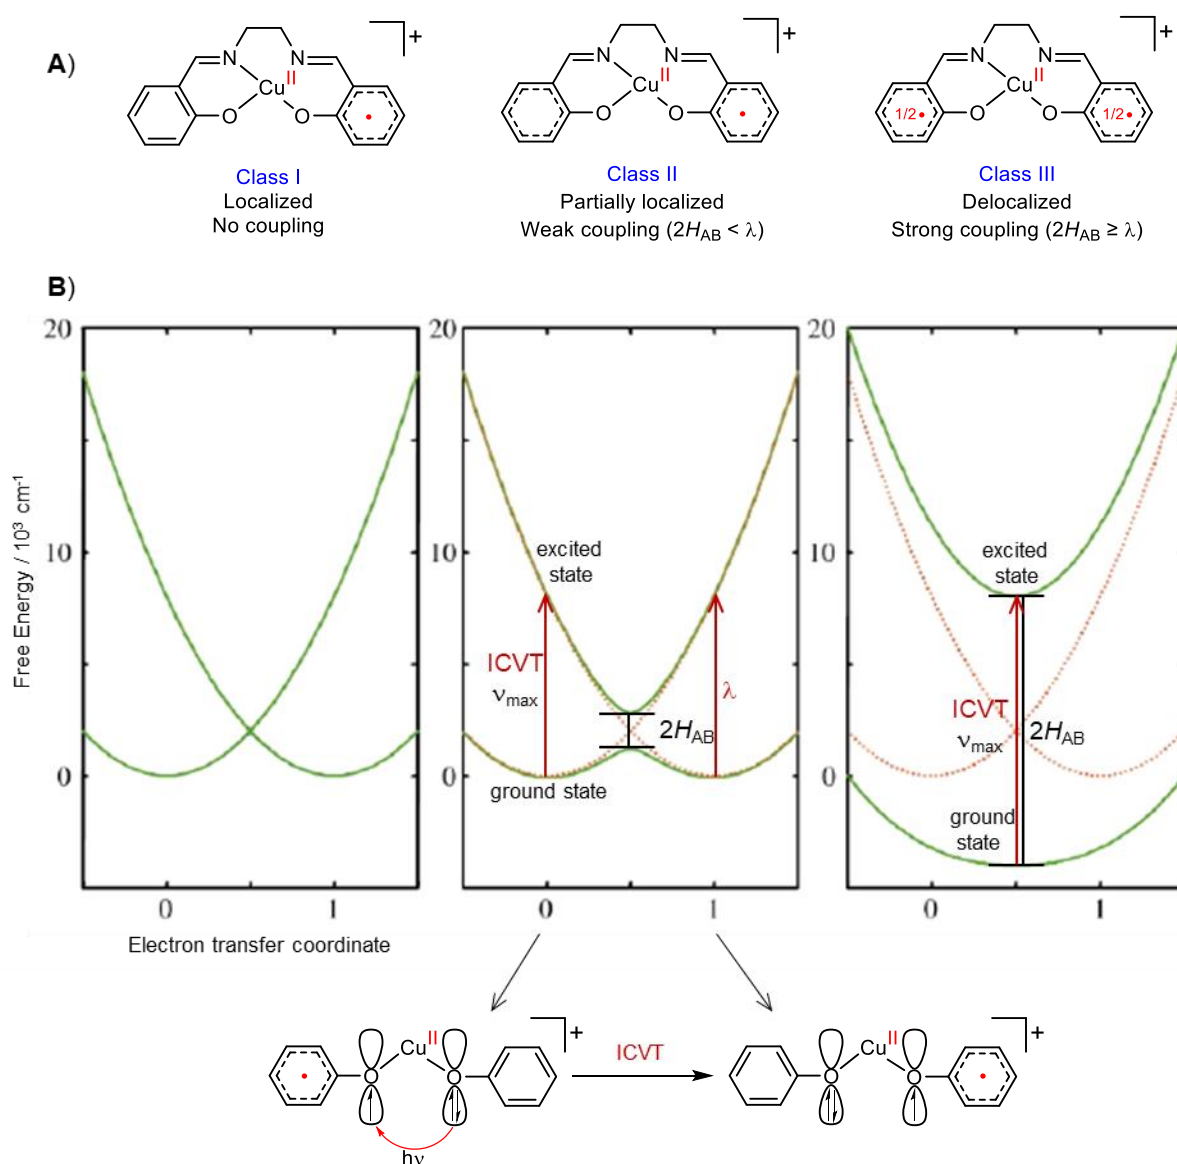 A)
N
N
Cu
II
O
O
+
Class I
Localized
No coupling
N
N
Cu
II
O
O
+
Class II
Partially localized
Weak coupling (2HAB < λ)
N
N
Cu
II
O
O
1/2•
1/2•
+
Class III
Delocalized
Strong coupling (2HAB ≥ λ)
B)
Free Energy / 10³ cm⁻¹
20
10
0
0
1
Electron transfer coordinate
20
10
0
excited
state
ICVT
νmax
λ
2HAB
ground state
0
1
20
10
0
excited
state
ICVT
νmax
2HAB
ground
state
0
1
Cu
II
O
O
+
hν
ICVT
Cu
II
O
O
+